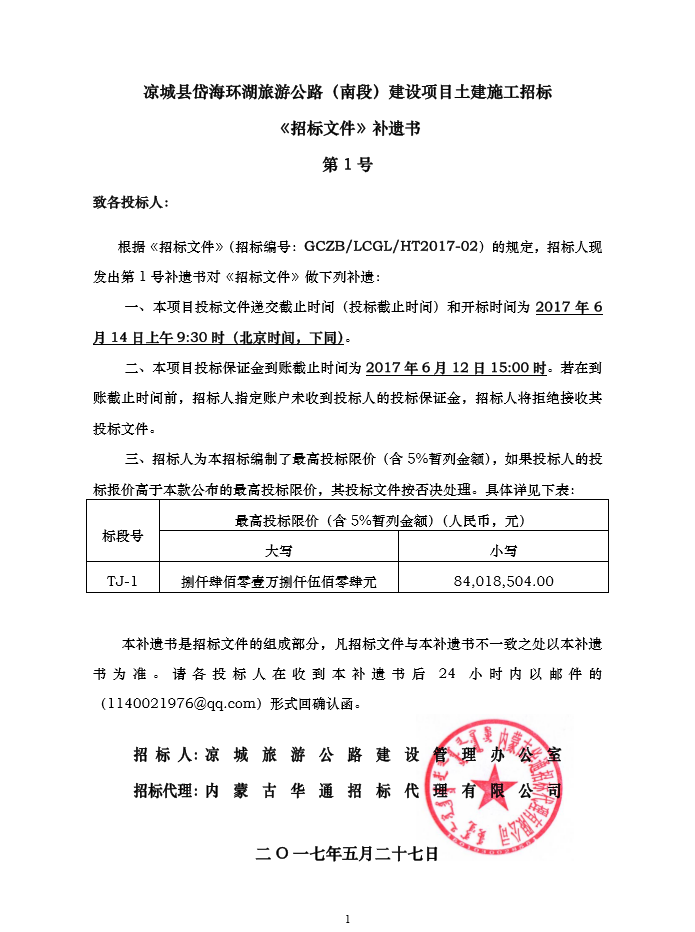 凉城县岱海环湖旅游公路（南段）建设项目土建施工招标
《招标文件》补遗书
第 1 号
致各投标人：
根据《招标文件》（招标编号：GCZB/LCGL/HT2017-02）的规定，招标人现
发出第 1 号补遗书对《招标文件》做下列补遗：
一、本项目投标文件递交截止时间（投标截止时间）和开标时间为 2017 年 6
月 14 日上午 9:30 时（北京时间，下同）。
二、本项目投标保证金到账截止时间为 2017 年 6 月 12 日 15:00 时。若在到
账截止时间前，招标人指定账户未收到投标人的投标保证金，招标人将拒绝接收其
投标文件。
三、招标人为本招标编制了最高投标限价（含 5%暂列金额），如果投标人的投
标报价高于本款公布的最高投标限价，其投标文件按否决处理。具体详见下表：
标段号
最高投标限价（含 5%暂列金额）（人民币，元）
大写 小写
TJ-1 捌仟肆佰零壹万捌仟伍佰零肆元 84,018,504.00
本补遗书是招标文件的组成部分，凡招标文件与本补遗书不一致之处以本补遗
书为准。请各投标人在收到本补遗书后 24 小时内以邮件的
（1140021976@qq.com）形式回确认函。
招 标 人：凉 城 旅 游 公 路 建 设 管 理 办 公 室
招标代理：内 蒙 古 华 通 招 标 代 理 有 限 公 司
内蒙古华通招标代理有限公司
二 O 一七年五月二十七日
1